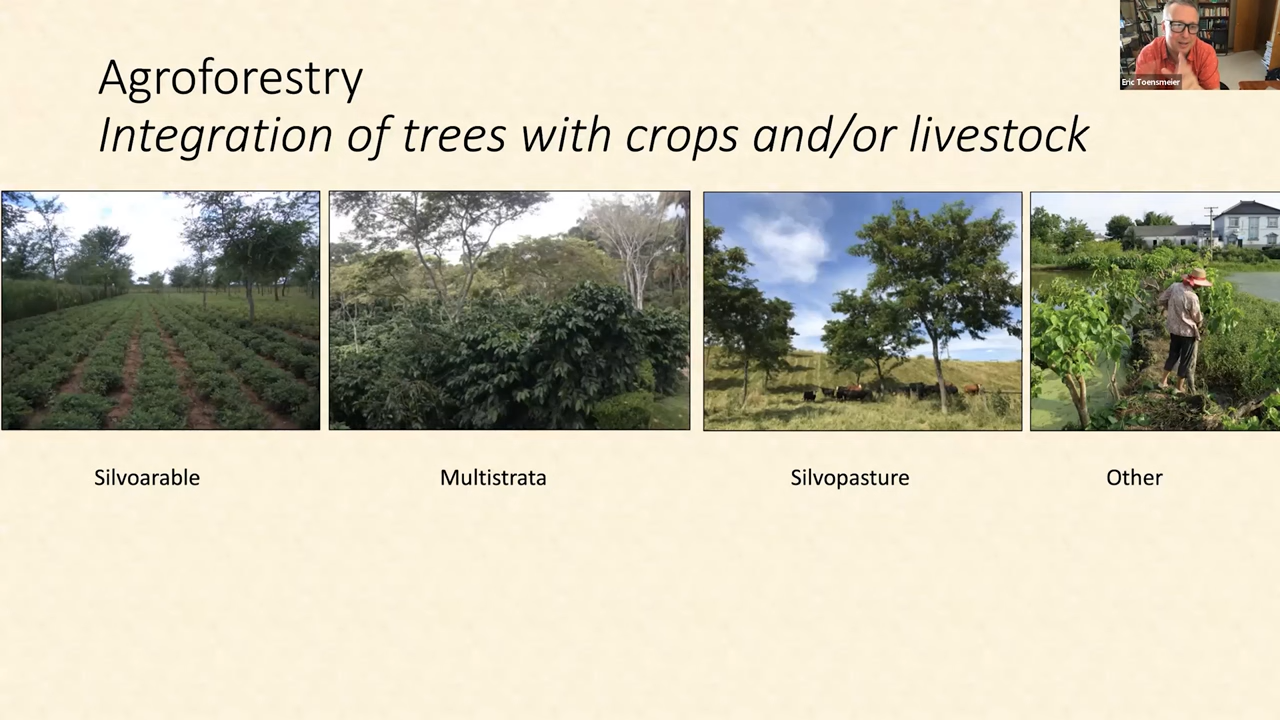 Agroforestry
Integration of trees with crops and/or livestock
Eric Toensmeier
Silvoarable
Multistrata
Silvopasture
Other